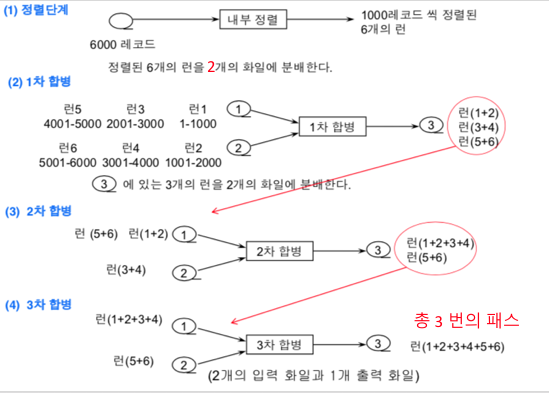 (1) 정렬단계
6000 레코드
내부 정렬
1000레코드 씩 정렬된
6개의 런
정렬된 6개의 런을 2개의 화일에 분배한다.
(2) 1차 합병
런5 런3 런1
4001-5000 2001-3000 1-1000
런6 런4 런2
5001-6000 3001-4000 1001-2000
1
2
1차 합병
3
런(1+2)
런(3+4)
런(5+6)
3 에 있는 3개의 런을 2개의 화일에 분배한다.
(3) 2차 합병
런 (5+6) 런(1+2) 1
런(3+4) 2
2차 합병
3
런(1+2+3+4)
런(5+6)
(4) 3차 합병
런(1+2+3+4) 1
런(5+6) 2
3차 합병
3
총 3 번의 패스
런(1+2+3+4+5+6)
(2개의 입력 화일과 1개 출력 화일)